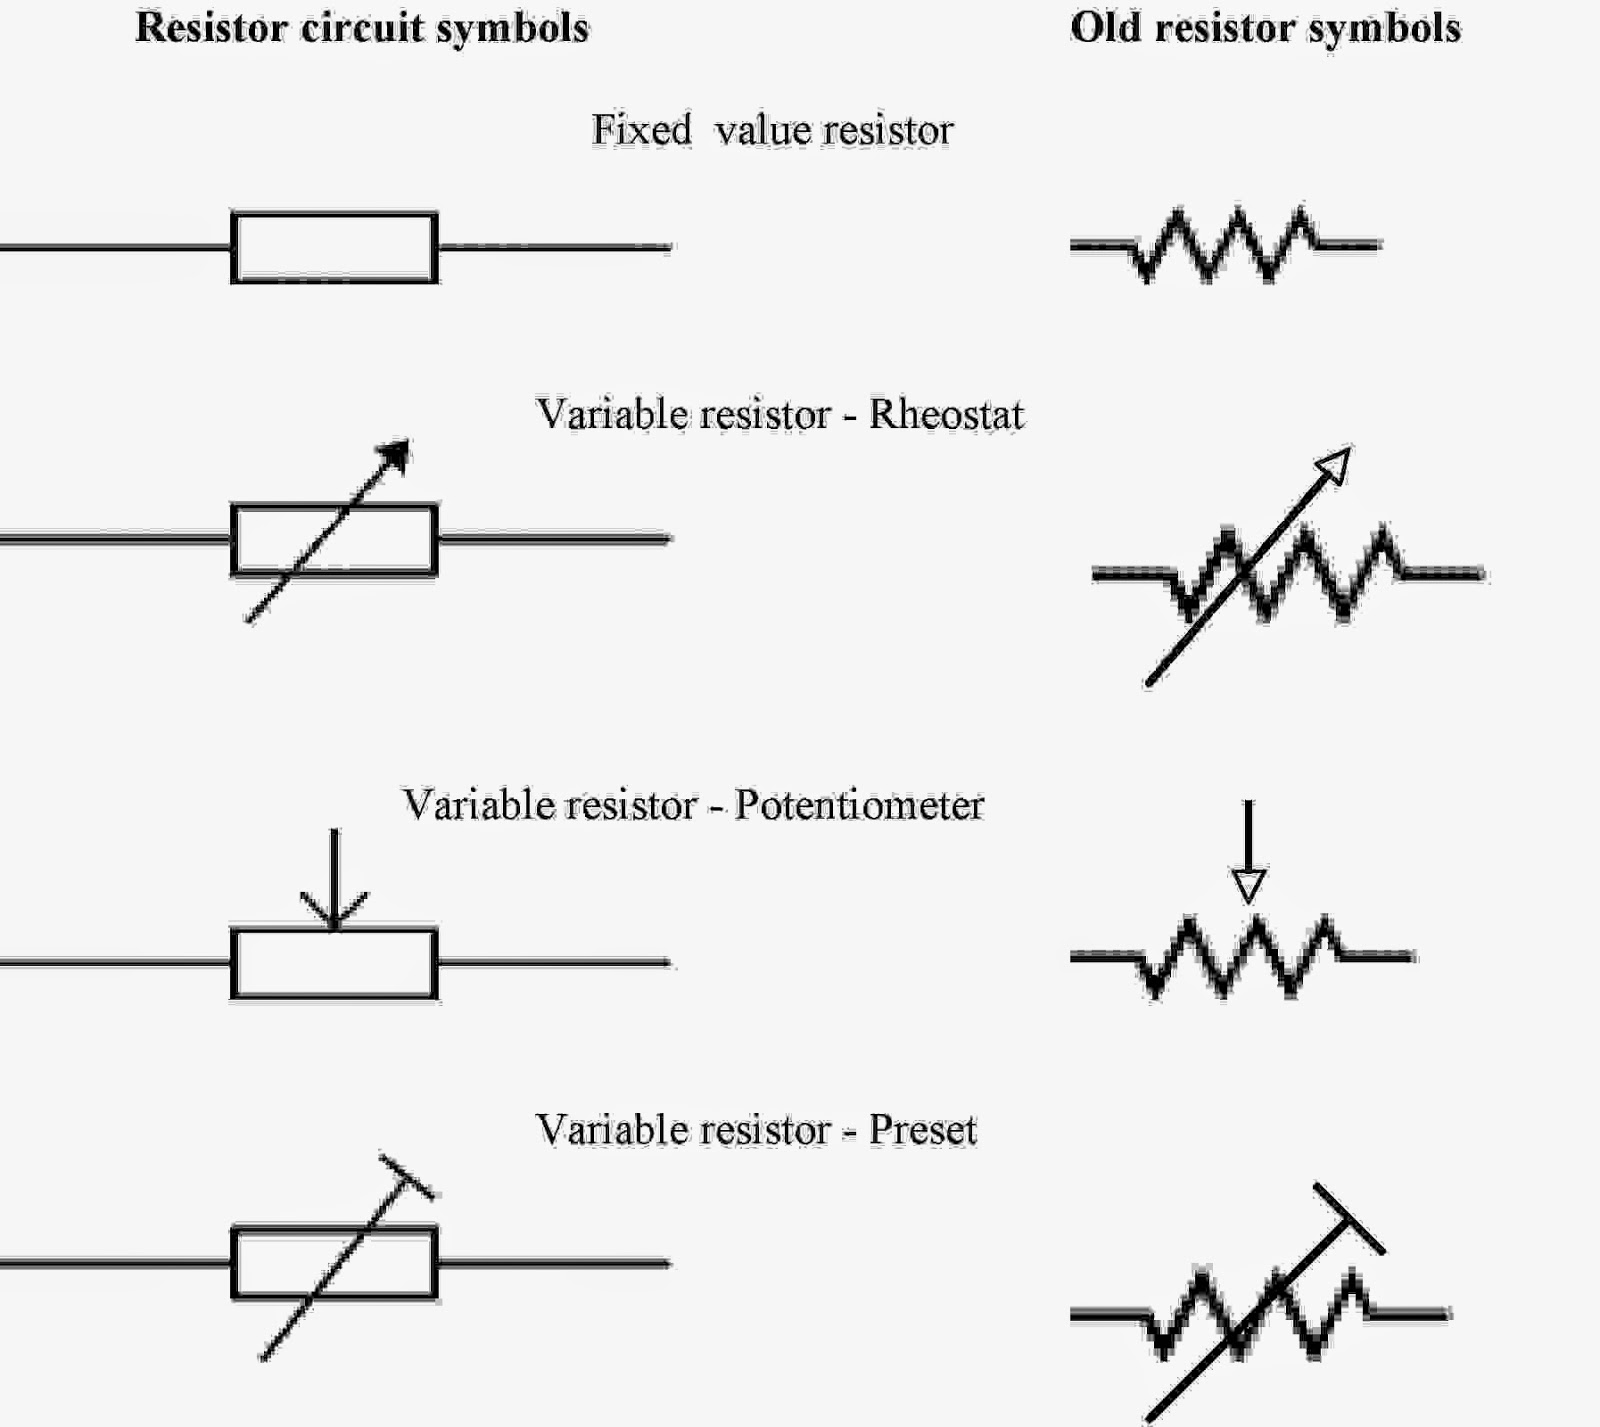 Resistor circuit symbols
Old resistor symbols
Fixed value resistor
Variable resistor - Rheostat
Variable resistor - Potentiometer
Variable resistor - Preset